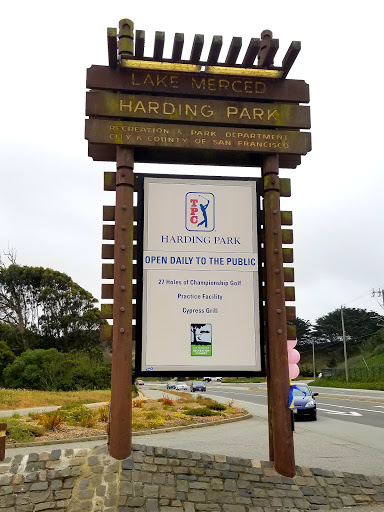 LAKE MERCED
HARDING PARK
RECREATION & PARK DEPARTMENT
CITY & COUNTY OF SAN FRANCISCO
TPC
HARDING PARK
OPEN DAILY TO THE PUBLIC
27 Holes of Championship Golf
Practice Facility
Cypress Grill